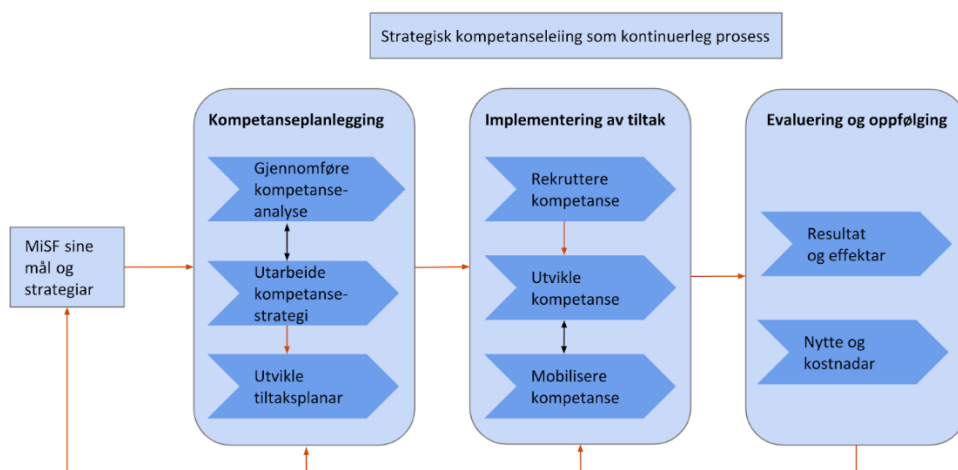 Strategisk kompetanseleiing som kontinuerleg prosess
MiSF sine
mål og
strategiar
Kompetanseplanlegging
Gjennomføre
kompetanse-
analyse
Utarbeide
kompetanse-
strategi
Utvikle
tiltaksplanar
Implementering av tiltak
Rekruttere
kompetanse
Utvikle
kompetanse
Mobilisere
kompetanse
Evaluering og oppfølging
Resultat
og effektar
Nytte og
kostnadar